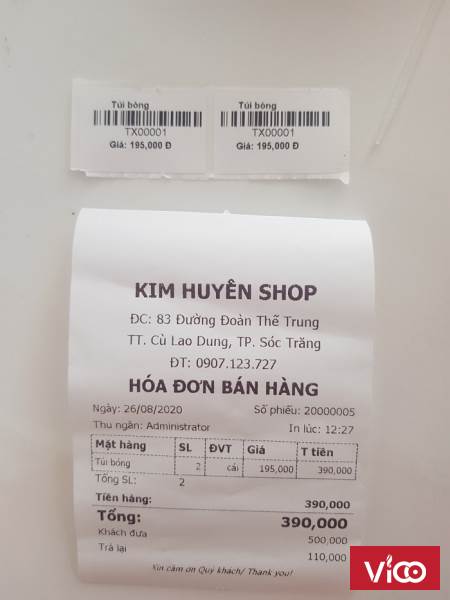 Túi bóng
TX00001
Giá: 195,000 Đ
Túi bóng
TX00001
Giá: 195,000 Đ
KIM HUYÊN SHOP
ĐC: 83 Đường Đoàn Thế Trung
TT. Cù Lao Dung, TP. Sóc Trăng
ĐT: 0907.123.727
HÓA ĐƠN BÁN HÀNG
Ngày: 26/08/2020 Số phiếu: 20000005
Thu ngân: Administrator In lúc: 12:27
Mặt hàng SL ĐVT Giá T tiền
Túi bóng 2 cái 195,000 390,000
Tổng SL: 2
Tiền hàng: 390,000
Tổng: 390,000
Khách đưa 500,000
Trả lại 110,000
Xin cảm ơn Quý khách/ Thank you!
ViCO